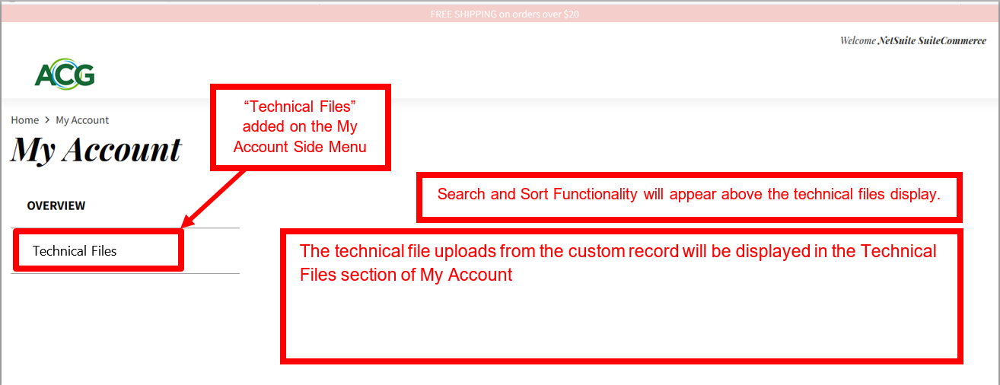 FREE SHIPPING on orders over $20
Welcome NetSuite SuiteCommerce
ACG
“Technical Files”
added on the My
Account Side Menu
Home > My Account
My Account
Search and Sort Functionality will appear above the technical files display.
OVERVIEW
Technical Files
The technical file uploads from the custom record will be displayed in the Technical
Files section of My Account